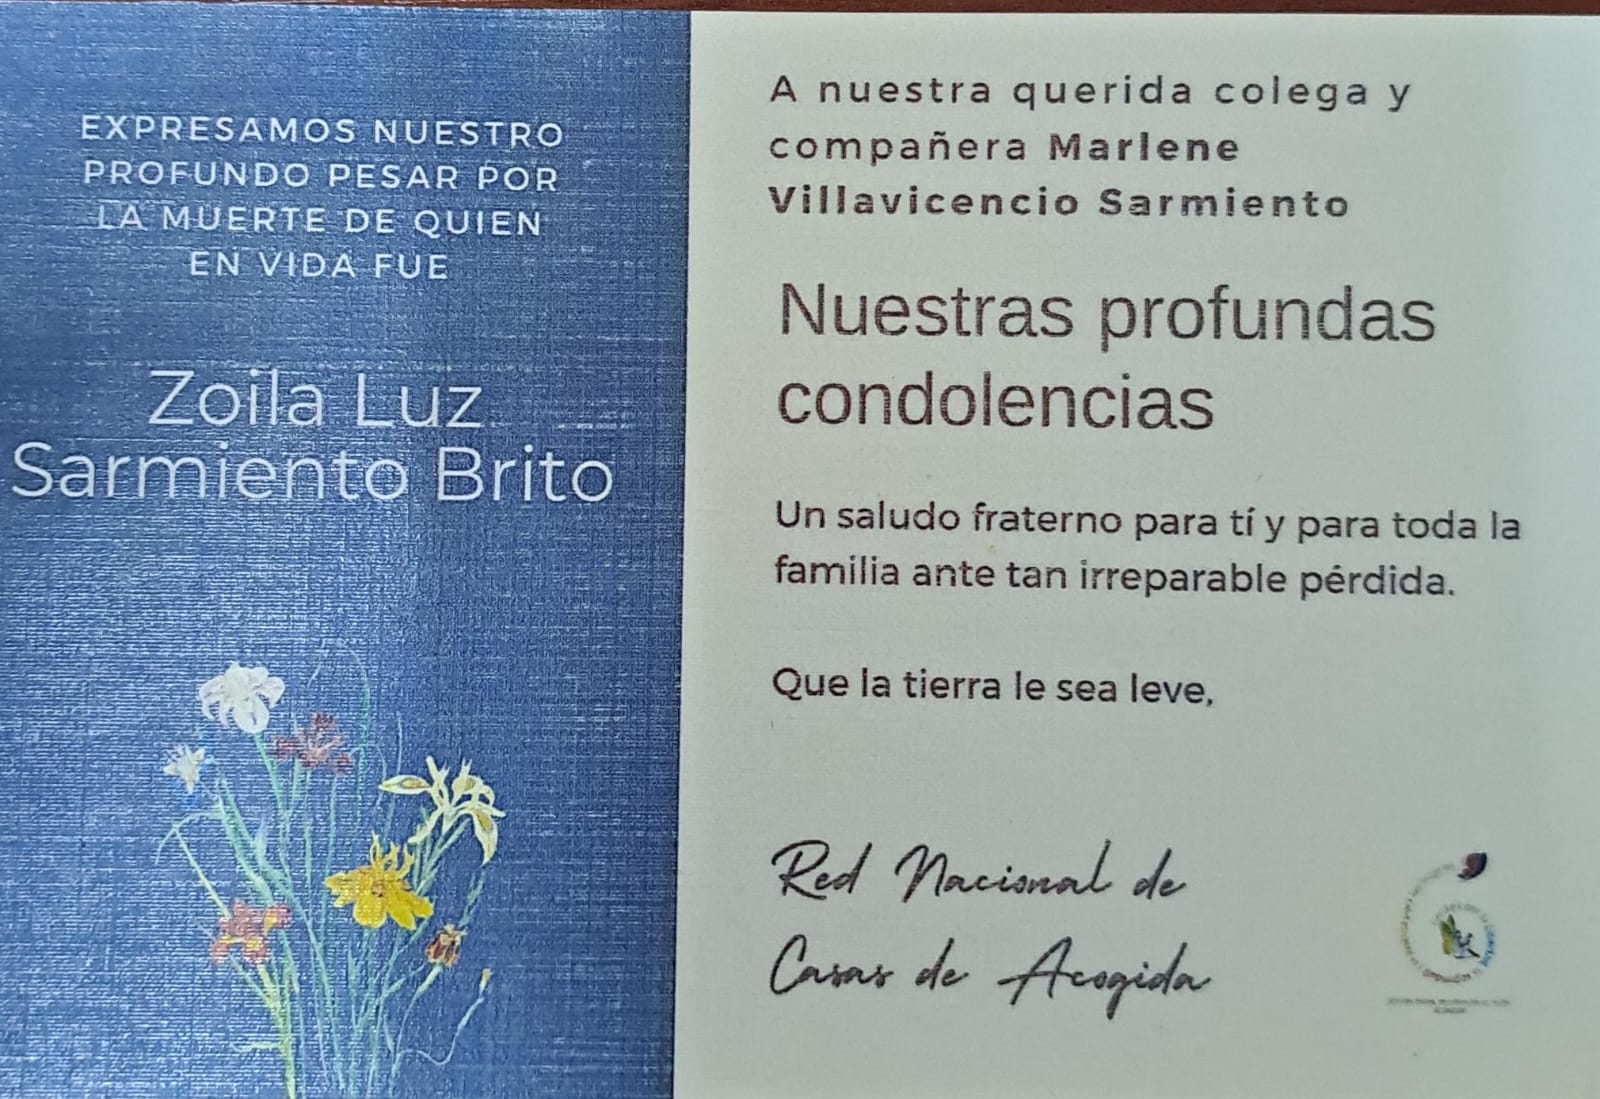 EXPRESAMOS NUESTRO
PROFUNDO PESAR POR
LA MUERTE DE QUIEN
EN VIDA FUE
Zoila Luz
Sarmiento Brito
A nuestra querida colega y
compañera Marlene
Villavicencio Sarmiento
Nuestras profundas
condolencias
Un saludo fraterno para tí y para toda la
familia ante tan irreparable pérdida.
Que la tierra le sea leve,
Red Nacional de
Casas de Acogida